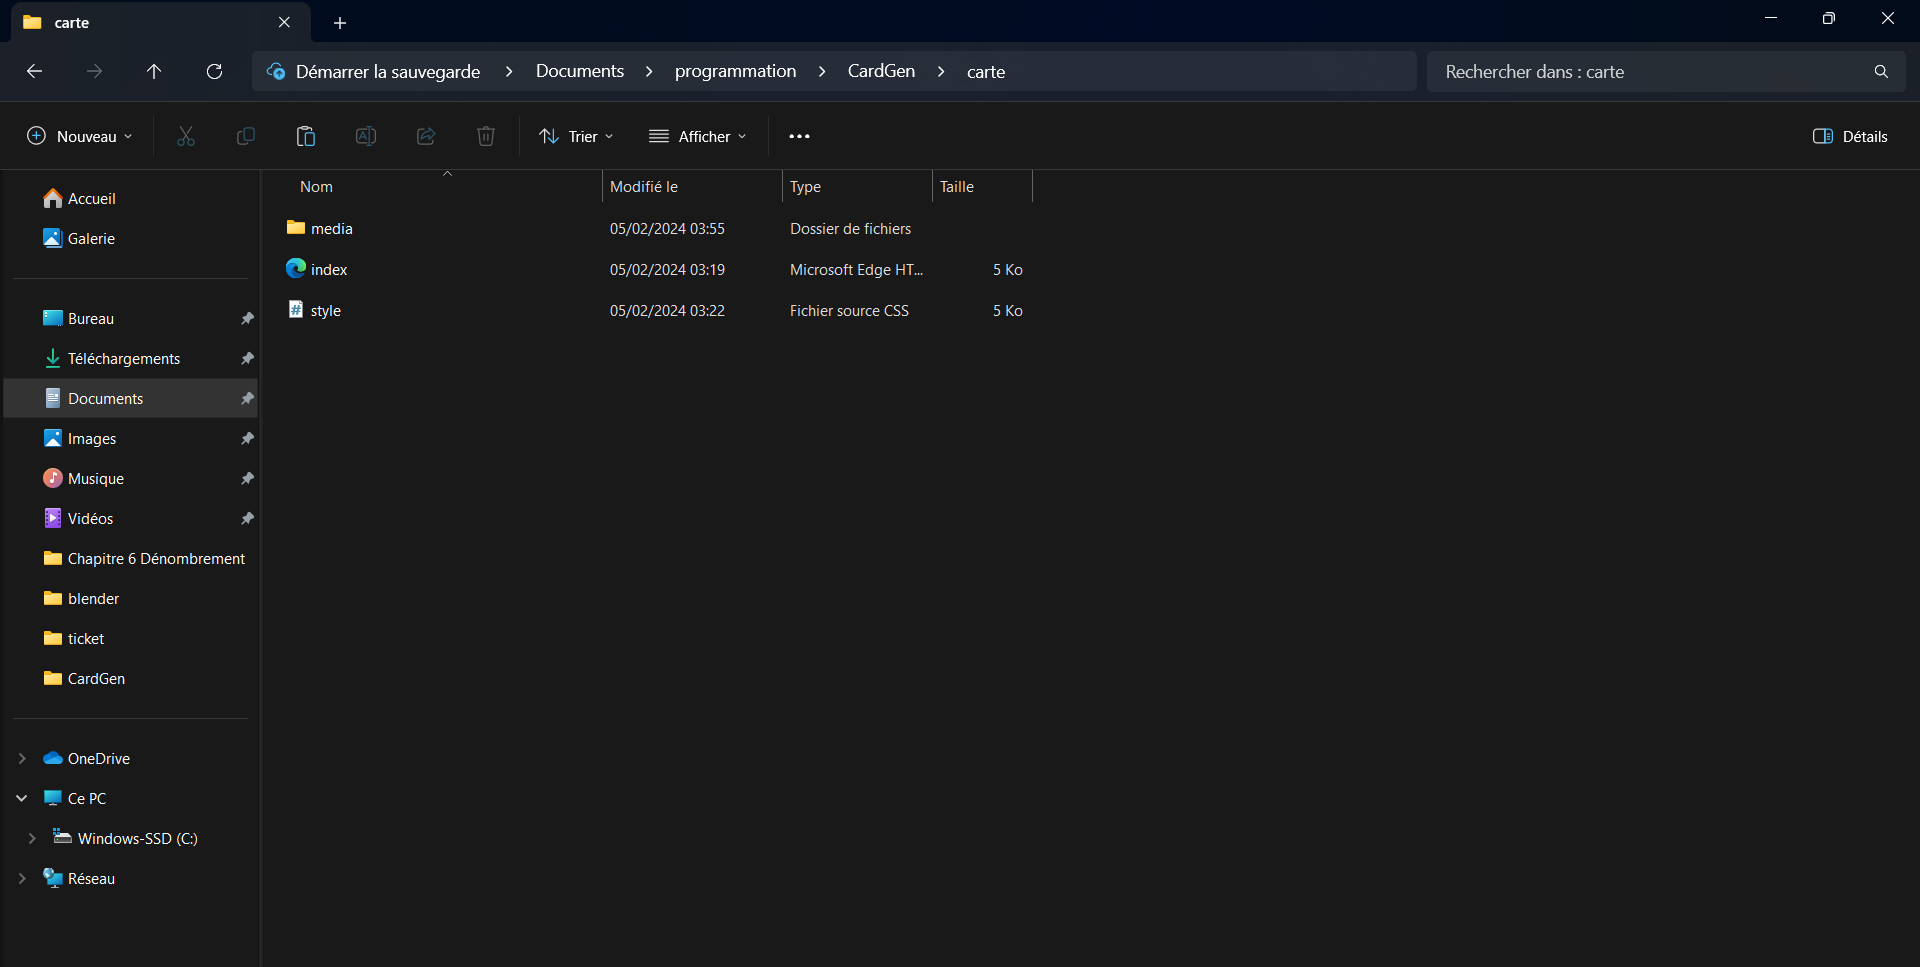 carte
Démarrer la sauvegarde > Documents > programmation > CardGen > carte
Rechercher dans : carte
Nouveau
Trier
Afficher
Détails
Accueil
Galerie
Bureau
Téléchargements
Documents
Images
Musique
Vidéos
Chapitre 6 Dénombrement
blender
ticket
CardGen
OneDrive
Ce PC
Windows-SSD (C:)
Réseau
Nom Modifié le Type Taille
media 05/02/2024 03:55 Dossier de fichiers
index 05/02/2024 03:19 Microsoft Edge HT... 5 Ko
style 05/02/2024 03:22 Fichier source CSS 5 Ko